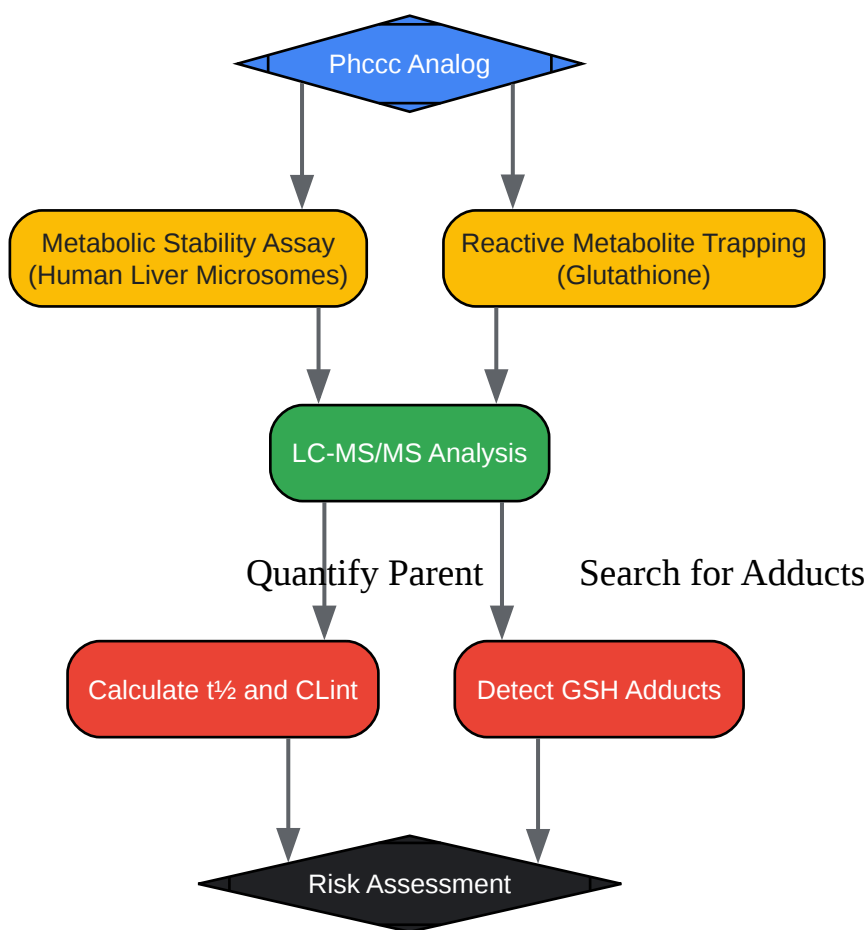 Phccc Analog
Metabolic Stability Assay
(Human Liver Microsomes)
Reactive Metabolite Trapping
(Glutathione)
LC-MS/MS Analysis
Quantify Parent
Search for Adducts
Calculate t½ and CLint
Detect GSH Adducts
Risk Assessment